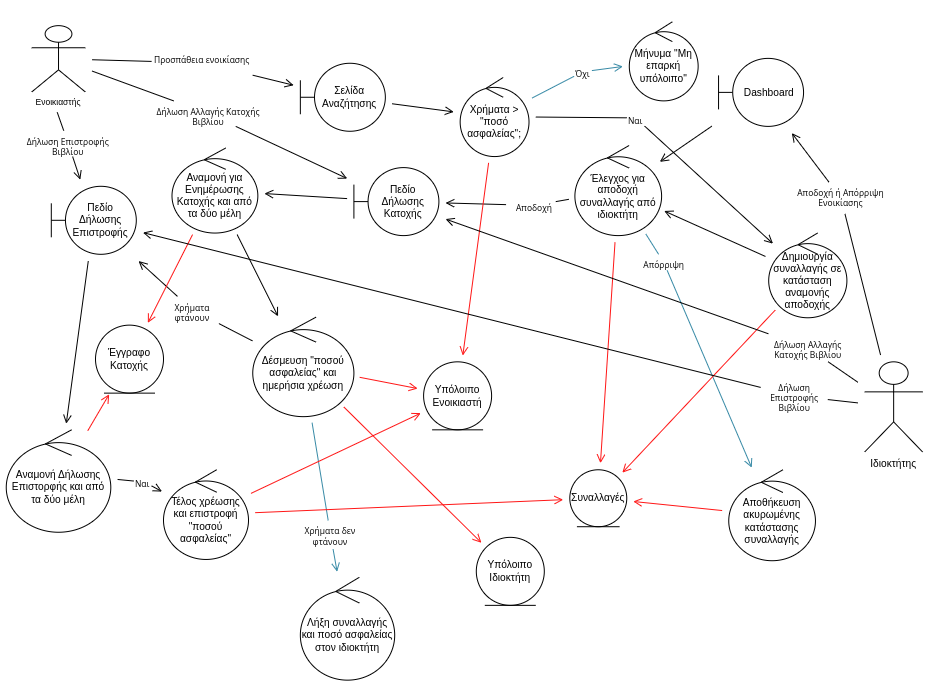 Μήνυμα "Μη
επαρκή
υπόλοιπο"
Προσπάθεια ενοικίασης
Όχι
Σελίδα
Αναζήτησης
Dashboard
Ενοικιαστής
Χρήματα >
"ποσό
ασφαλείας";
Δήλωση Αλλαγής Κατοχής
Βιβλίου
Ναι
Δήλωση Επιστροφής
Βιβλίου
Αναμονή για
Ενημέρωσης
Κατοχής και από
τα δύο μέλη
Πεδίο
Δήλωσης
Κατοχής
Έλεγχος για
αποδοχή
συναλλαγής από
ιδιοκτήτη
Αποδοχή ή Απόρριψη
Ενοικίασης
Πεδίο
Δήλωσης
Επιστροφής
Αποδοχή
Απόρριψη
Δημιουργία
συναλλαγής σε
κατάσταση
αναμονής
αποδοχής
Χρήματα
φτάνουν
Έγγραφο
Κατοχής
Δέσμευση "ποσού
ασφαλείας" και
ημερήσια χρέωση
Δήλωση Αλλαγής
Κατοχής Βιβλίου
Υπόλοιπο
Ενοικιαστή
Δήλωση
Επιστροφής
Βιβλίου
Ιδιοκτήτης
Αναμονή Δήλωσης
Επιστορφής και από
τα δύο μέλη
Ναι
Τέλος χρέωσης
και επιστροφή
"ποσού
ασφαλείας"
Συναλλαγές
Αποθήκευση
ακυρωμένης
κατάστασης
συναλλαγής
Χρήματα δεν
φτάνουν
Υπόλοιπο
Ιδιοκτήτη
Λήξη συναλλαγής
και ποσό ασφαλείας
στον ιδιοκτήτη